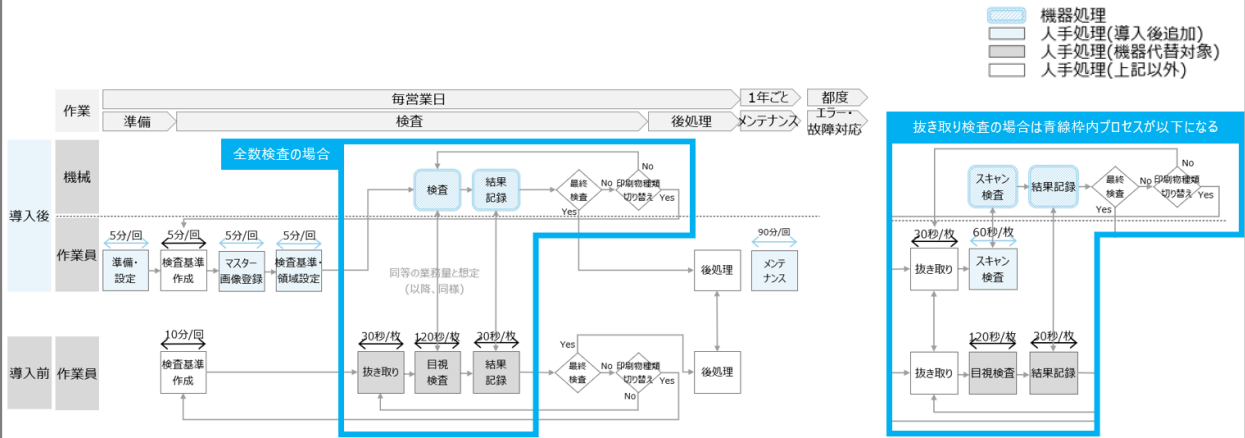 機器処理
人手処理(導入後追加)
人手処理(機器代替対象)
人手処理(上記以外)
作業
毎営業日
1年ごと
都度
準備
検査
後処理
メンテナンス
エラー・
故障対応
全数検査の場合
抜き取り検査の場合は青線枠内プロセスが以下になる
導入後
機械
検査
結果
記録
最終
検査
No
印刷物種類
切り替え
No
Yes
Yes
作業員
5分/回
準備・
設定
5分/回
検査基準
作成
5分/回
マスター
画像登録
5分/回
検査基準・
領域設定
同等の業務量と想定
(以降、同様)
後処理
90分/回
メンテ
ナンス
導入前
作業員
10分/回
検査基準
作成
30秒/枚
抜き取り
120秒/枚
目視
検査
30秒/枚
結果
記録
Yes
最終
検査
No
印刷物種類
切り替え
Yes
No
後処理
スキャン
検査
結果記録
最終
検査
No
印刷物種類
切り替え
No
Yes
Yes
30秒/枚
抜き取り
60秒/枚
スキャン
検査
抜き取り
120秒/枚
目視検査
30秒/枚
結果記録